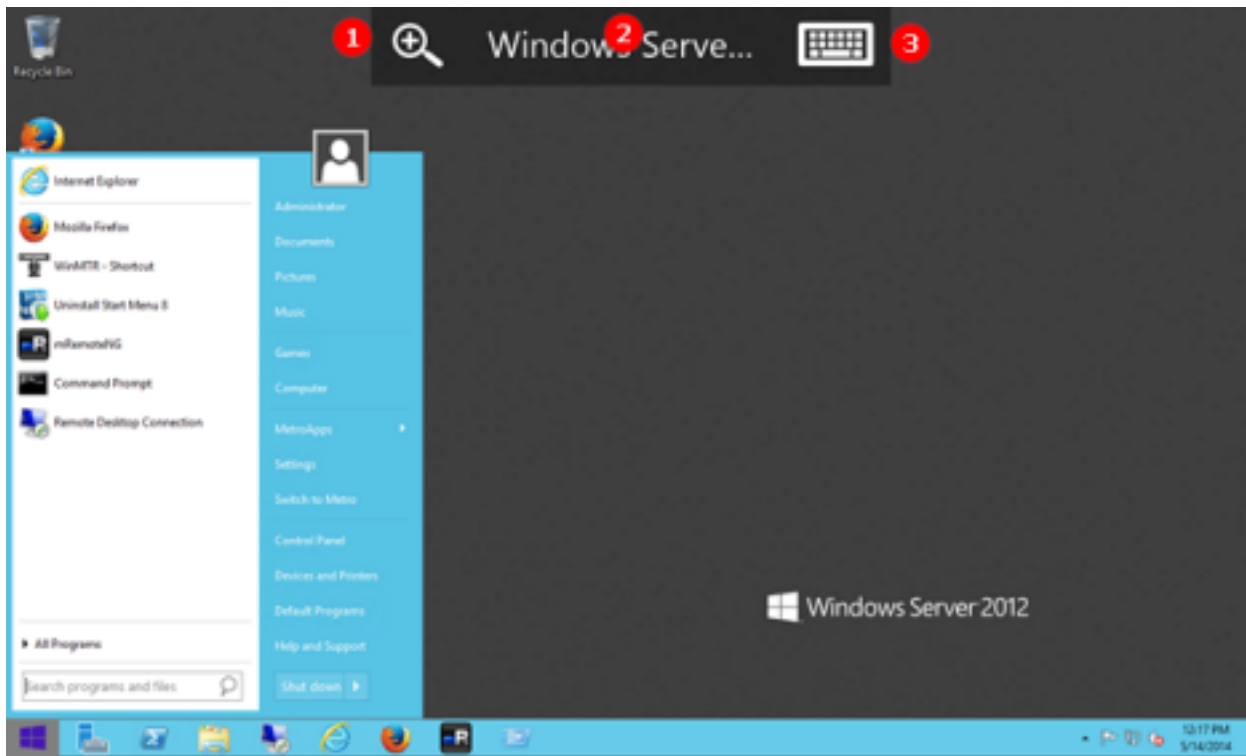 Recycle Bin
1
Windows Serve...
2
3
Internet Explorer
Mozilla Firefox
WinMTR - Shortcut
Uninstall Start Menu 8
mRemoteNG
Command Prompt
Remote Desktop Connection
All Programs
Search programs and files
Administrator
Documents
Pictures
Music
Games
Computer
MetroApps
Settings
Switch to Metro
Control Panel
Devices and Printers
Default Programs
Help and Support
Shut down
Windows Server 2012
12:17 PM
5/14/2014